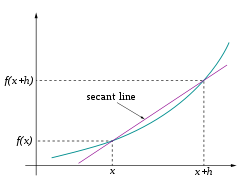 f(x+h)
secant line
f(x)
x
x+h